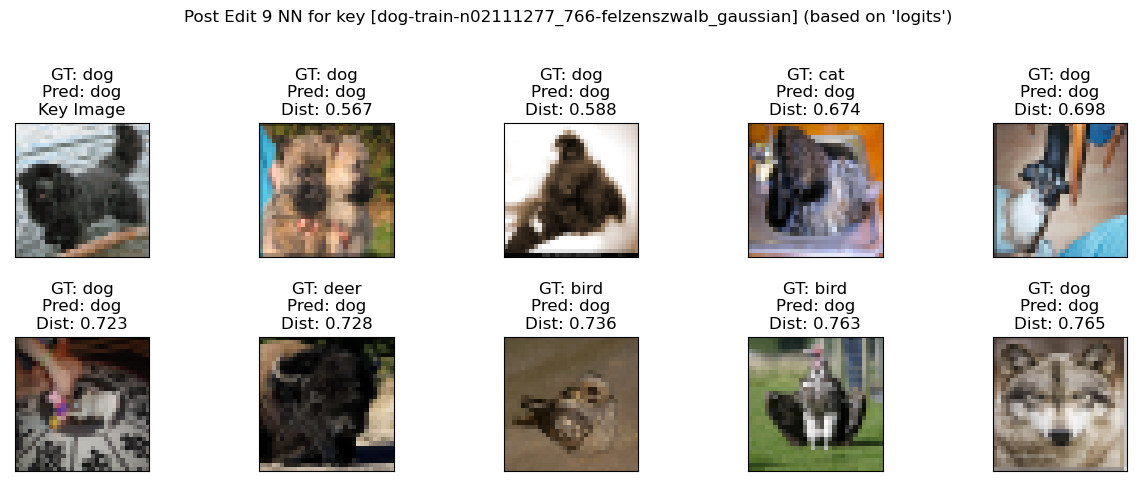 Post Edit 9 NN for key [dog-train-n02111277_766-felzenszwalb_gaussian] (based on 'logits')
GT: dog
Pred: dog
Key Image
GT: dog
Pred: dog
Dist: 0.567
GT: dog
Pred: dog
Dist: 0.588
GT: cat
Pred: dog
Dist: 0.674
GT: dog
Pred: dog
Dist: 0.698
GT: dog
Pred: dog
Dist: 0.723
GT: deer
Pred: dog
Dist: 0.728
GT: bird
Pred: dog
Dist: 0.736
GT: bird
Pred: dog
Dist: 0.763
GT: dog
Pred: dog
Dist: 0.765